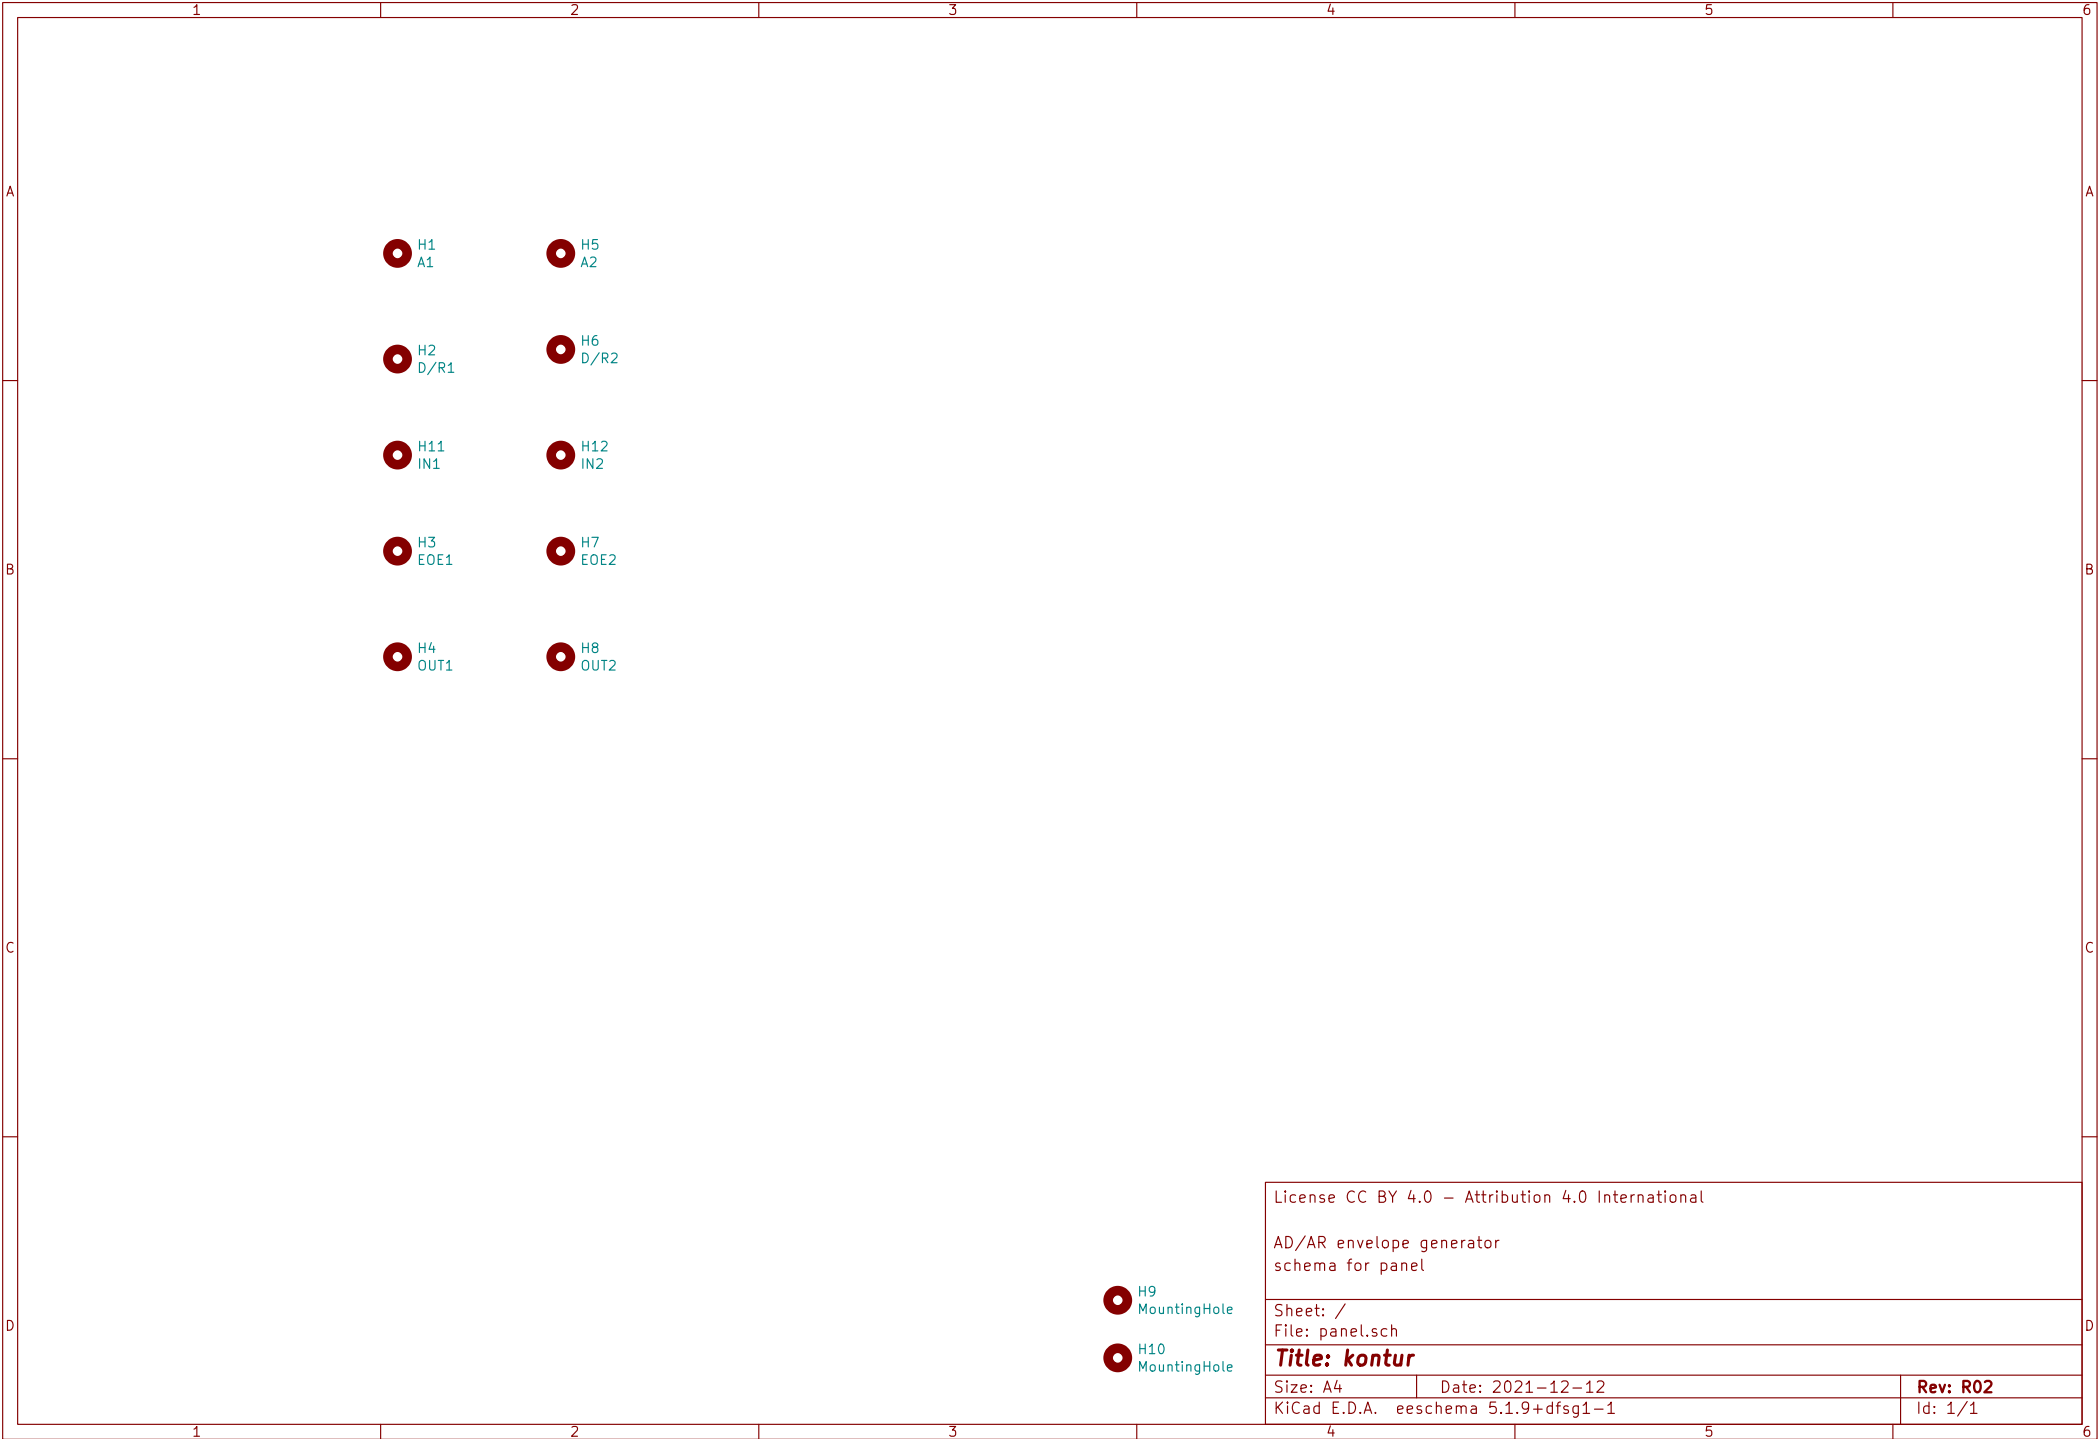 1 2 3 4 5 6
A A
H1 H5
A1 A2
H6
H2 D/R2
D/R1
H11 H12
IN1 IN2
H3 H7
EOE1 EOE2
B B
H4 H8
OUT1 OUT2
C C
License CC BY 4.0 - Attribution 4.0 International
AD/AR envelope generator
schema for panel
H9
MountingHole
Sheet: /
D D
File: panel.sch
H10
MountingHole
Title: kontur
Size: A4 Date: 2021-12-12 Rev: R02
KiCad E.D.A. eeschema 5.1.9+dfsg1-1 Id: 1/1
1 2 3 4 5 6